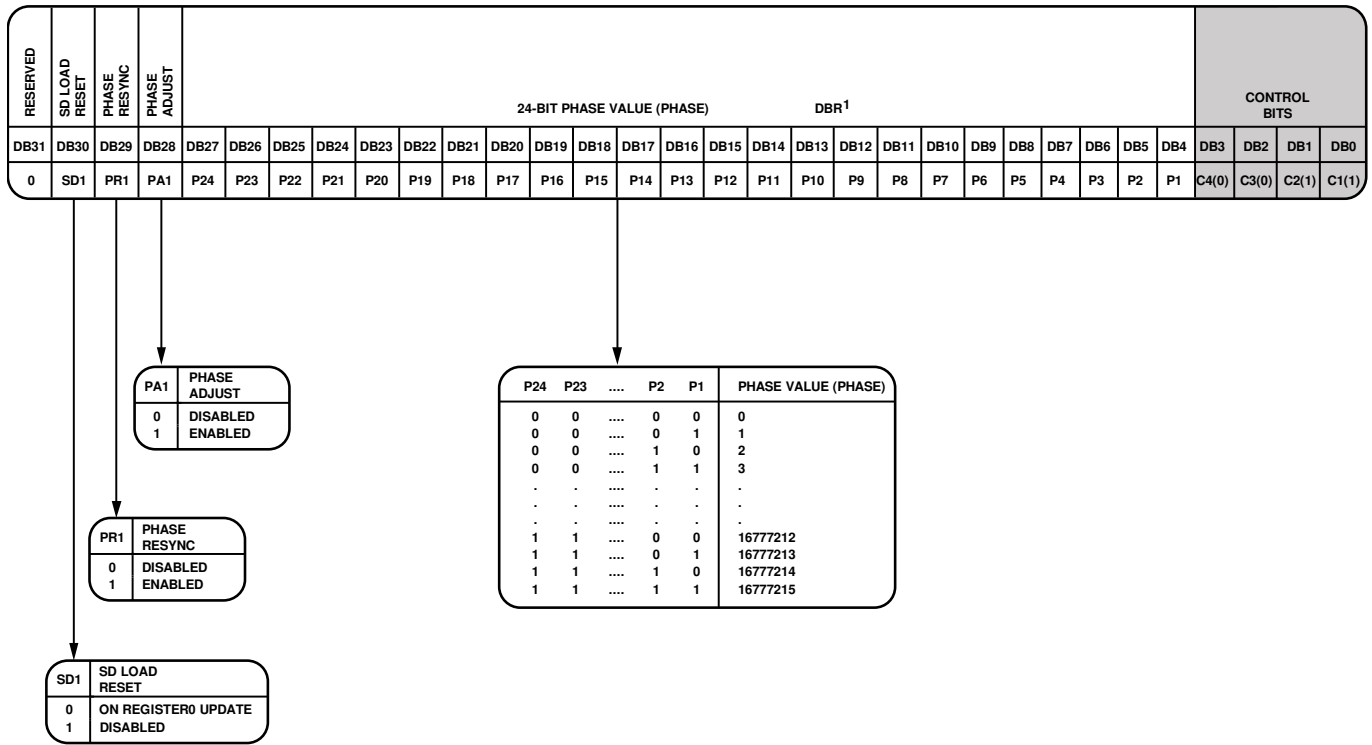 RESERVED
SD LOAD
RESET
PHASE
RESYNC
PHASE
ADJUST
24-BIT PHASE VALUE (PHASE) DBR1
CONTROL
BITS
DB31 DB30 DB29 DB28 DB27 DB26 DB25 DB24 DB23 DB22 DB21 DB20 DB19 DB18 DB17 DB16 DB15 DB14 DB13 DB12 DB11 DB10 DB9 DB8 DB7 DB6 DB5 DB4 DB3 DB2 DB1 DB0
0 SD1 PR1 PA1 P24 P23 P22 P21 P20 P19 P18 P17 P16 P15 P14 P13 P12 P11 P10 P9 P8 P7 P6 P5 P4 P3 P2 P1 C4(0) C3(0) C2(1) C1(1)
PA1 PHASE
ADJUST
0 DISABLED
1 ENABLED
P24 P23 .... P2 P1 PHASE VALUE (PHASE)
0 0 .... 0 0 0
0 0 .... 0 1 1
0 0 .... 1 0 2
0 0 .... 1 1 3
. . .... . . .
. . .... . . .
. . .... . . .
1 1 .... 0 0 16777212
1 1 .... 0 1 16777213
1 1 .... 1 0 16777214
1 1 .... 1 1 16777215
PR1 PHASE
RESYNC
0 DISABLED
1 ENABLED
SD1 SD LOAD
RESET
0 ON REGISTER0 UPDATE
1 DISABLED